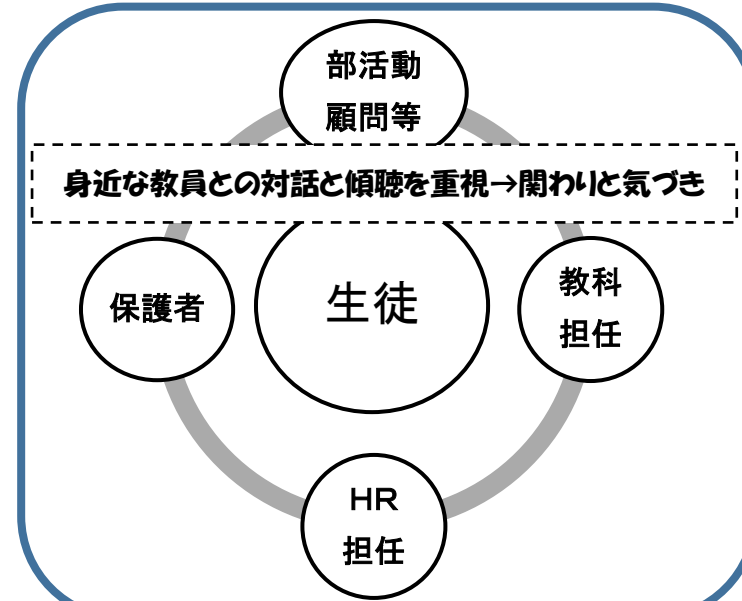 部活動
顧問等
身近な教員との対話と傾聴を重視→関わりと気づき
保護者
生徒
教科
担任
HR
担任